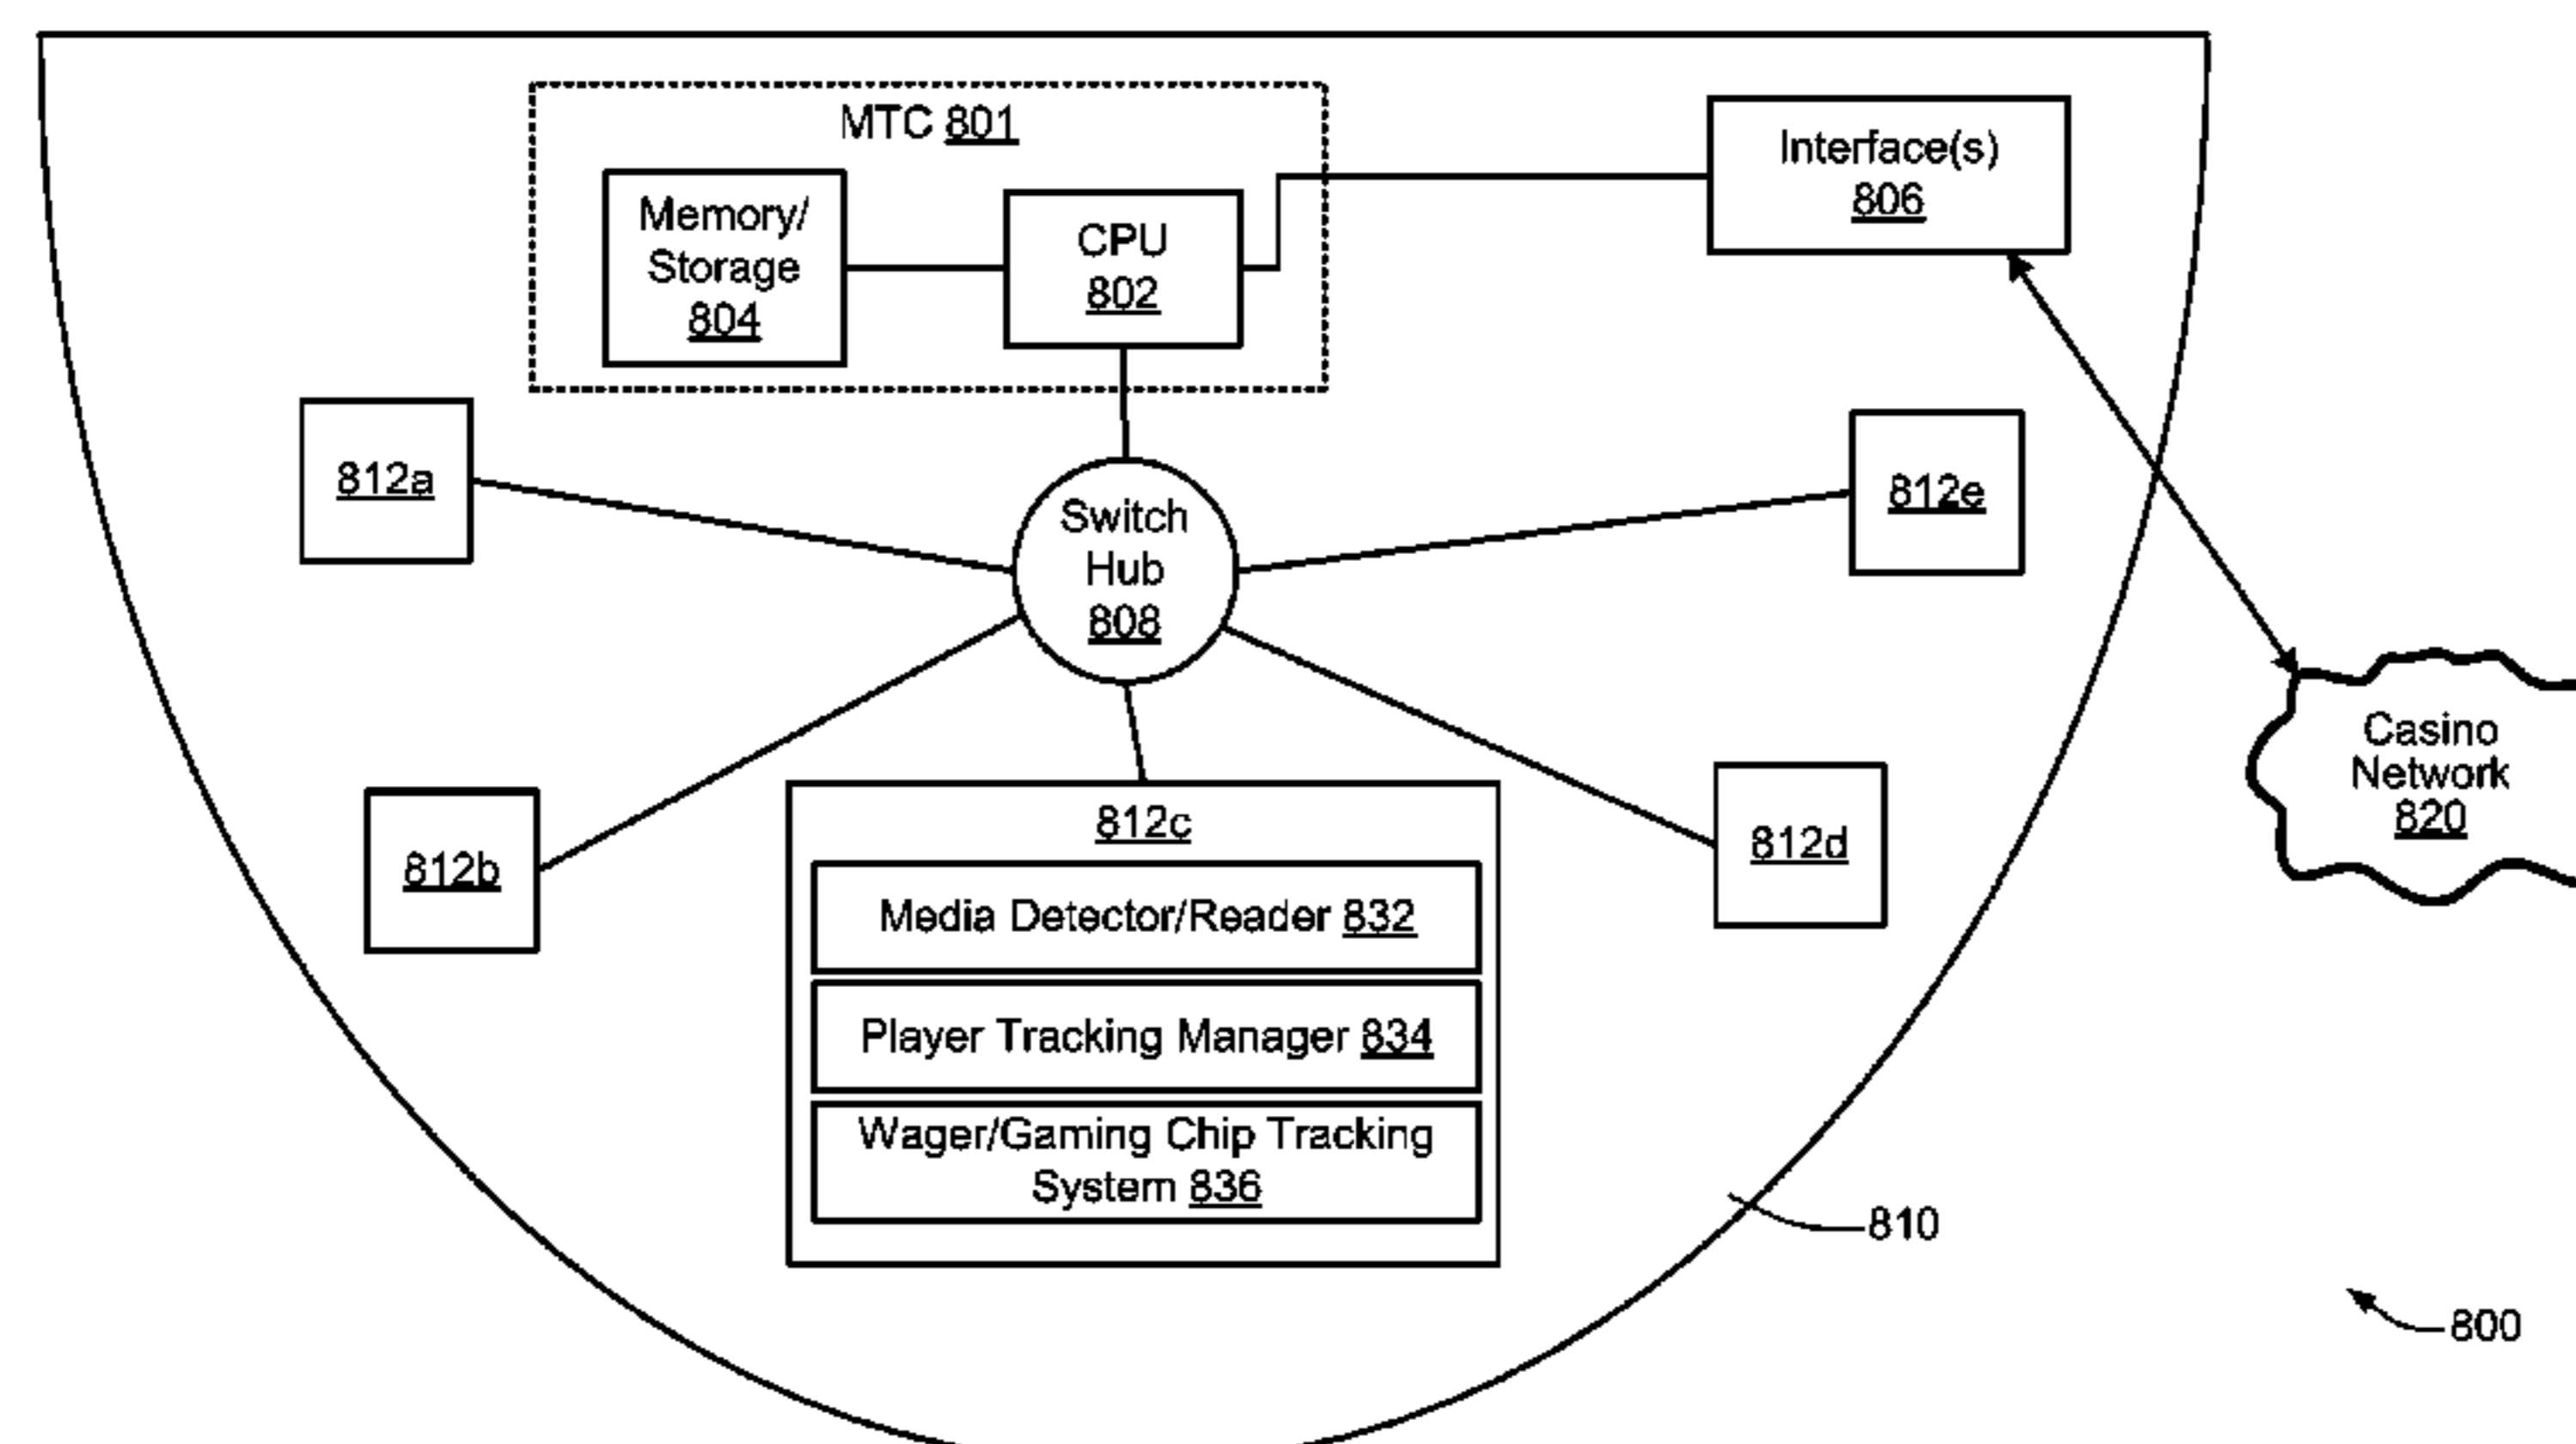 MTC 801
Memory/
Storage
804
CPU
802
Interface(s)
806
812a
Switch
Hub
808
812e
812b
812c
Media Detector/Reader 832
Player Tracking Manager 834
Wager/Gaming Chip Tracking
System 836
812d
Casino
Network
820
810
800